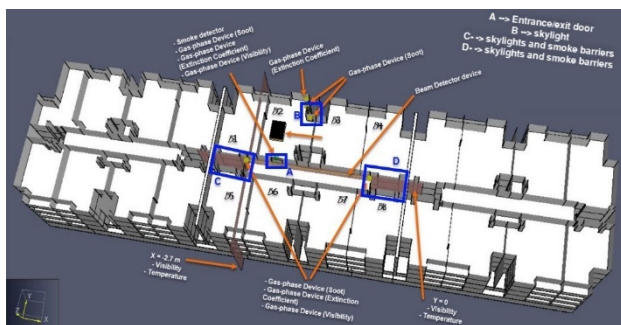 A --> Entrance/exit door
B --> skylight
C--> skylights and smoke barriers
D--> skylights and smoke barriers
- Smoke detector
- Gas-phase Device (Soot)
- Gas-phase Device
(Extinction Coefficient)
- Gas-phase Device (Visibility)
Gas-phase Device
(Extinction Coefficient)
Gas-phase Device (Soot)
Beam Detector device
B
A
C
D
X = -2.7 m
- Visibility
- Temperature
- Gas-phase Device (Soot)
- Gas-phase Device (Extinction
Coefficient)
- Gas-phase Device (Visibility)
Y = 0
- Visibility
- Temperature